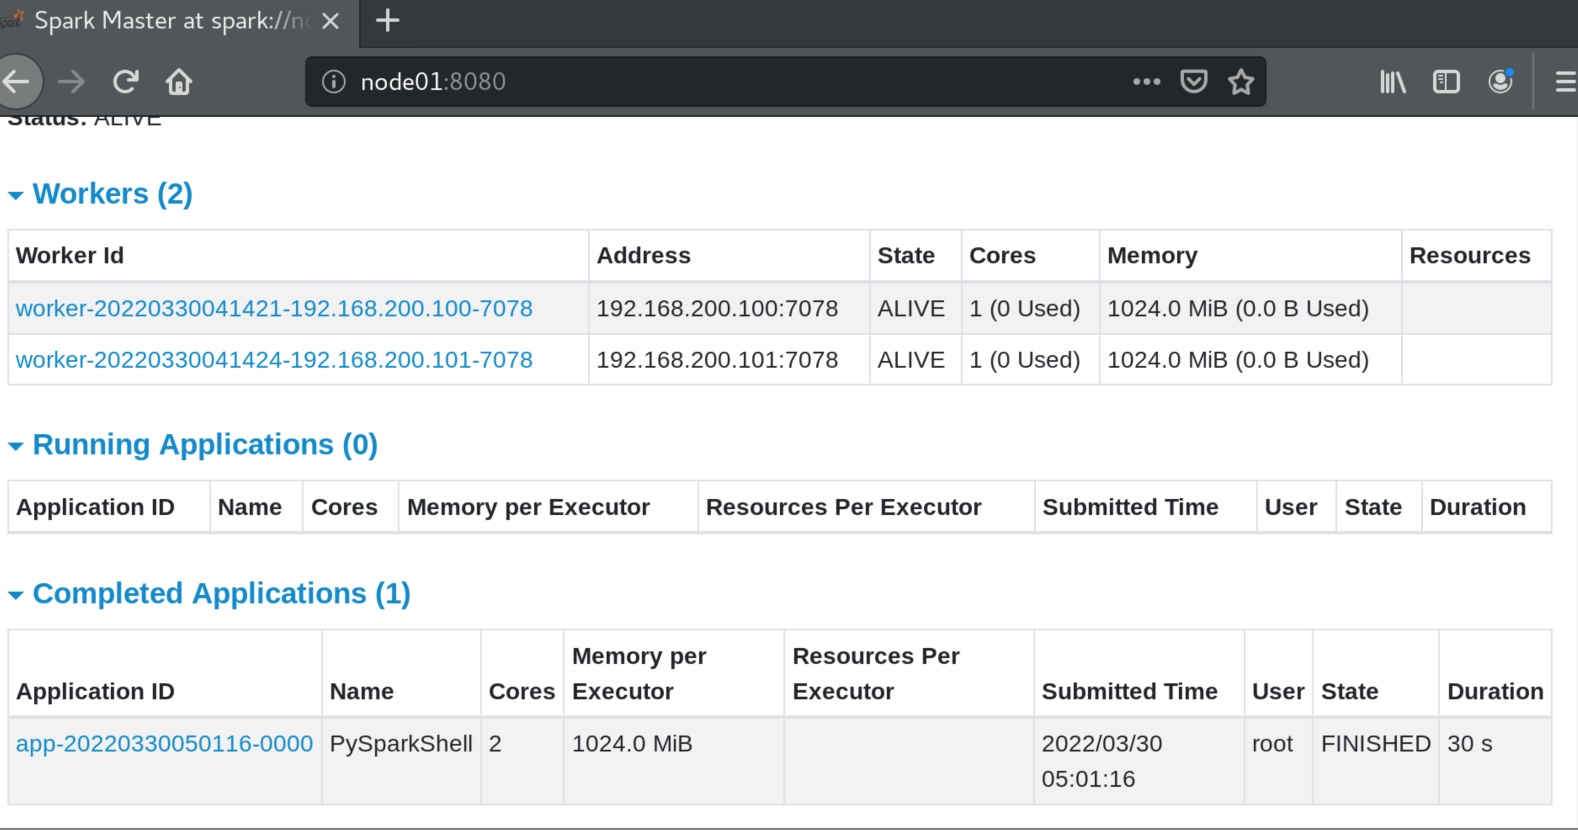 Spark Master at spark://no
node01:8080
Status: ALIVE
Workers (2)
Worker Id Address State Cores Memory Resources
worker-20220330041421-192.168.200.100-7078 192.168.200.100:7078 ALIVE 1 (0 Used) 1024.0 MiB (0.0 B Used)
worker-20220330041424-192.168.200.101-7078 192.168.200.101:7078 ALIVE 1 (0 Used) 1024.0 MiB (0.0 B Used)
Running Applications (0)
Application ID Name Cores Memory per Executor Resources Per Executor Submitted Time User State Duration
Completed Applications (1)
Memory per Resources Per
Application ID Name Cores Executor Executor Submitted Time User State Duration
app-20220330050116-0000 PySparkShell 2 1024.0 MiB 2022/03/30 root FINISHED 30 s
05:01:16